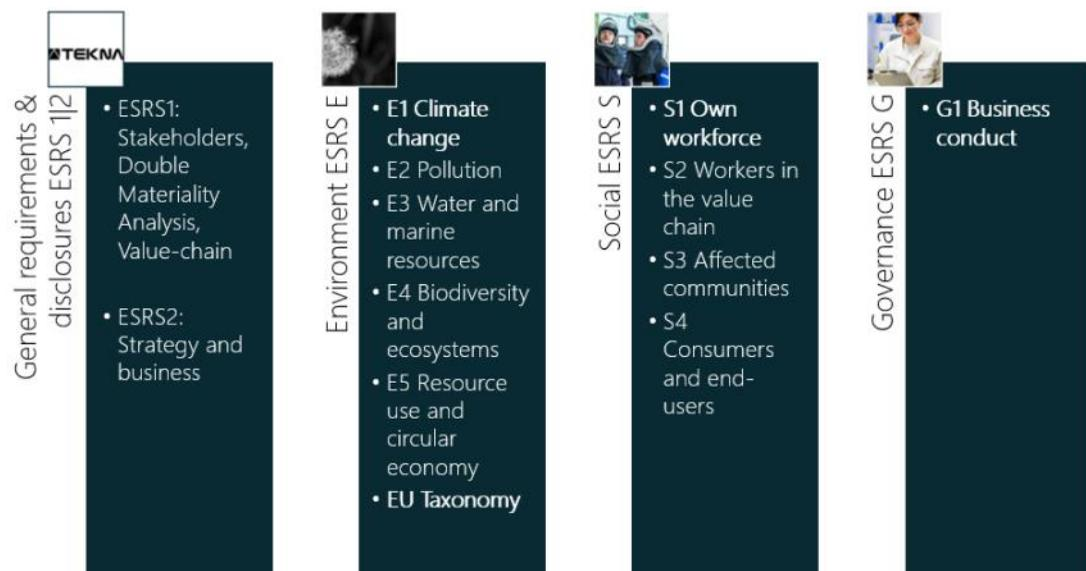 ATEKNA
General requirements &
disclosures ESRS 1|2
• ESRS1:
Stakeholders,
Double
Materiality
Analysis,
Value-chain
• ESRS2:
Strategy and
business
Environment ESRS E
• E1 Climate
change
• E2 Pollution
• E3 Water and
marine
resources
• E4 Biodiversity
and
ecosystems
• E5 Resource
use and
circular
economy
• EU Taxonomy
Social ESRS S
• S1 Own
workforce
• S2 Workers in
the value
chain
• S3 Affected
communities
• S4
Consumers
and end-
users
Governance ESRS G
• G1 Business
conduct